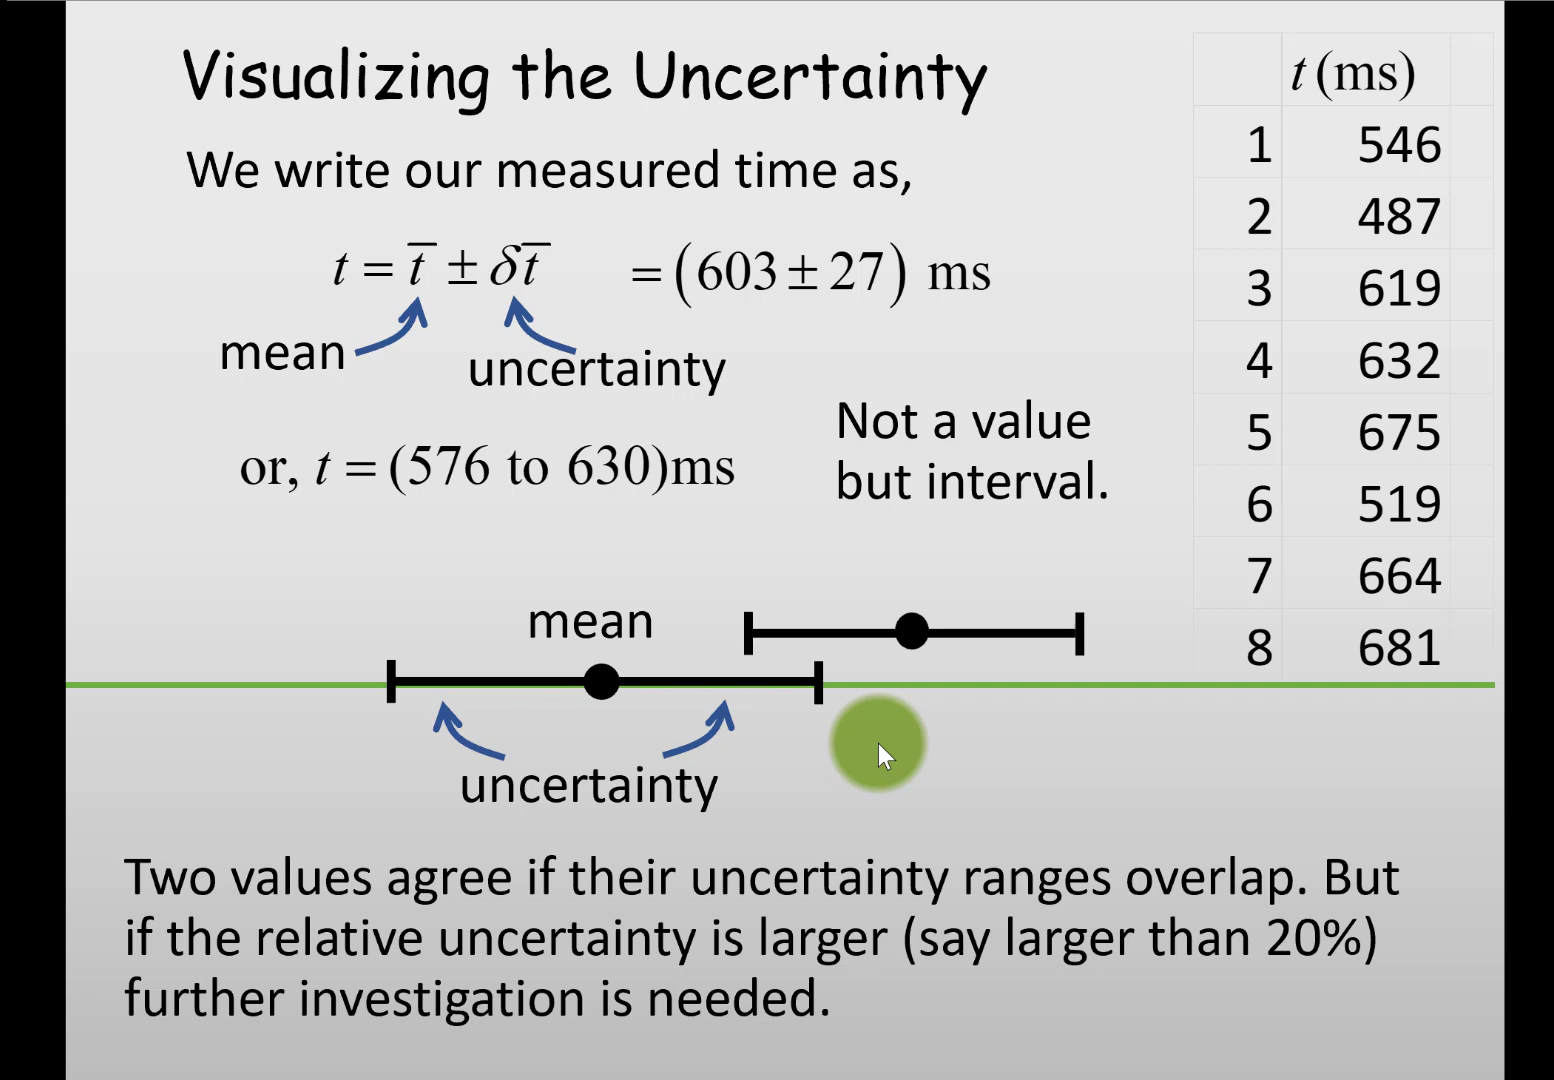 Visualizing the Uncertainty
We write our measured time as,
t = t̅ ± δt̅ = (603 ± 27) ms
mean
uncertainty
or, t = (576 to 630)ms
Not a value
but interval.
mean
uncertainty
Two values agree if their uncertainty ranges overlap. But
if the relative uncertainty is larger (say larger than 20%)
further investigation is needed.
t (ms)
1 546
2 487
3 619
4 632
5 675
6 519
7 664
8 681